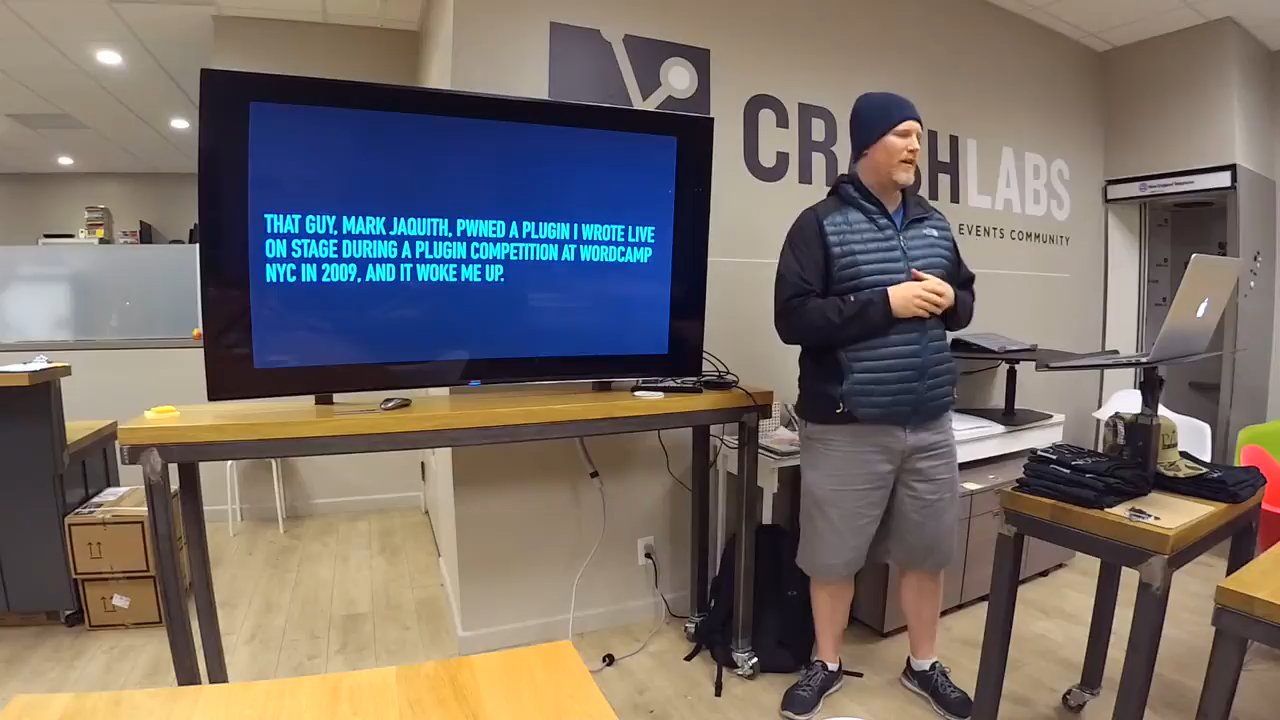 THAT GUY, MARK JAQUITH, PWNED A PLUGIN I WROTE LIVE
ON STAGE DURING A PLUGIN COMPETITION AT WORDCAMP
NYC IN 2009, AND IT WOKE ME UP.
LABS
EVENTS COMMUNITY